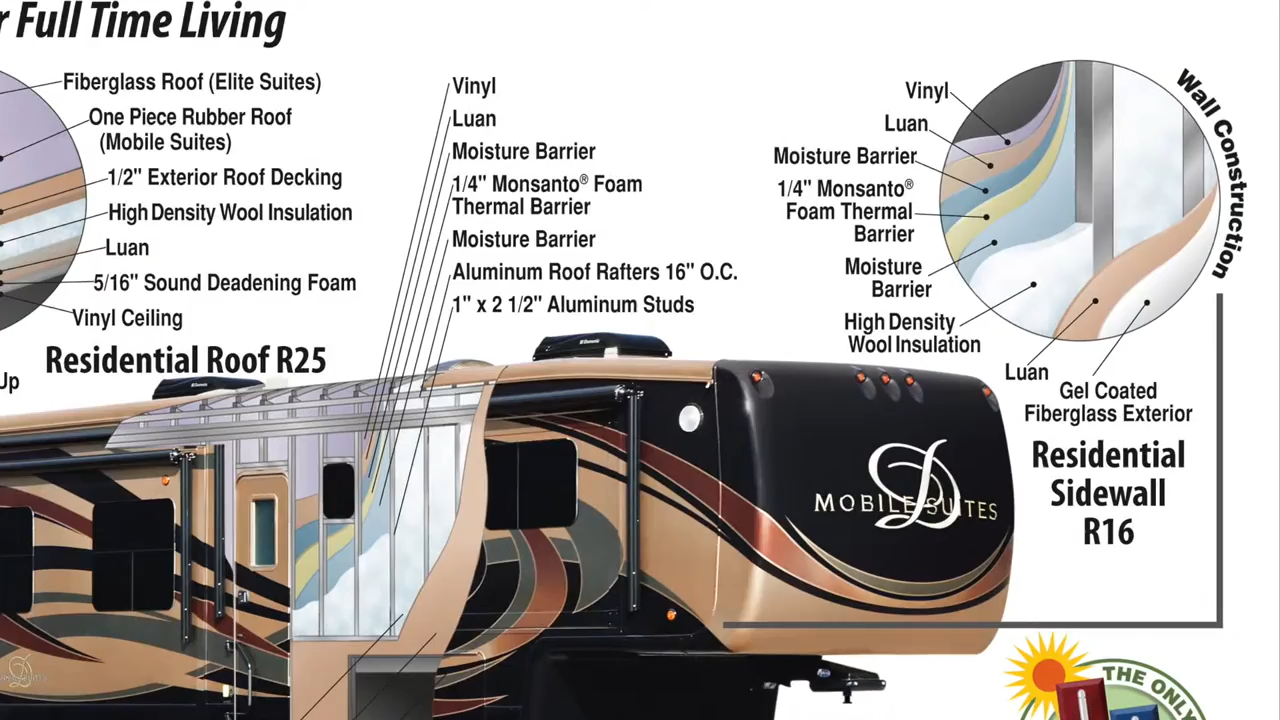 r Full Time Living
Fiberglass Roof (Elite Suites)
One Piece Rubber Roof
(Mobile Suites)
1/2" Exterior Roof Decking
High Density Wool Insulation
Luan
5/16" Sound Deadening Foam
Vinyl Ceiling
Residential Roof R25
Up
Vinyl
Luan
Moisture Barrier
1/4" Monsanto® Foam
Thermal Barrier
Moisture Barrier
Aluminum Roof Rafters 16" O.C.
1" x 2 1/2" Aluminum Studs
Vinyl
Luan
Moisture Barrier
1/4" Monsanto®
Foam Thermal
Barrier
Moisture
Barrier
High Density
Wool Insulation
Luan
Gel Coated
Fiberglass Exterior
Wall Construction
Residential
Sidewall
R16
D
MOBILE SUITES
THE ONLY